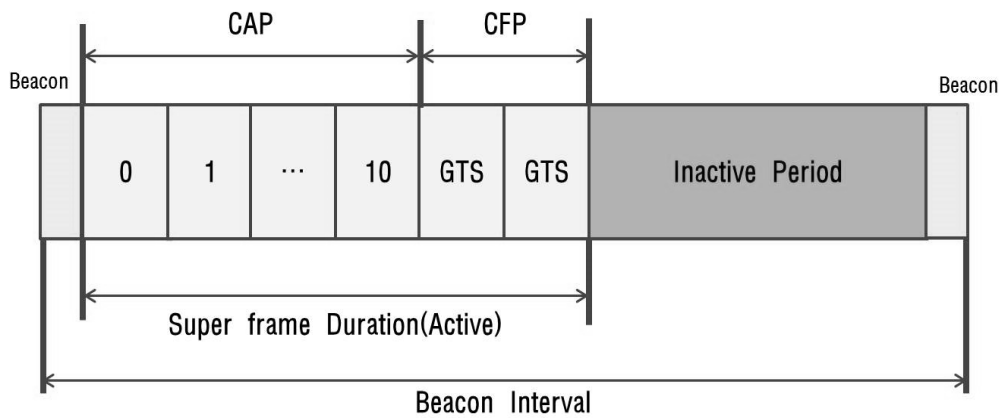 CAP
CFP
Beacon
Beacon
0
1
...
10
GTS
GTS
Inactive Period
Super frame Duration(Active)
Beacon Interval